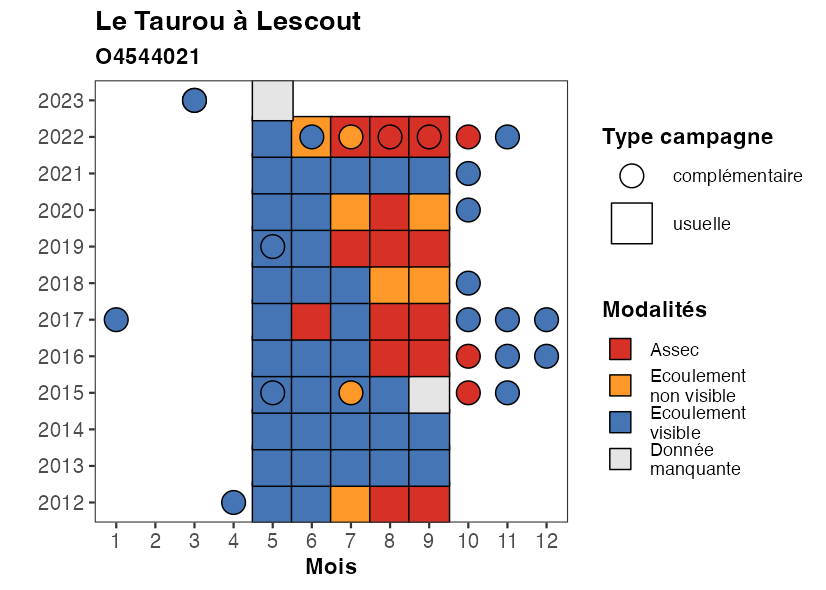 Le Taurou à Lescout
O4544021
2023
2022
2021
2020
2019
2018
2017
2016
2015
2014
2013
2012
1 2 3 4 5 6 7 8 9 10 11 12
Mois
Type campagne
complémentaire
usuelle
Modalités
Assec
Ecoulement
non visible
Ecoulement
visible
Donnée
manquante